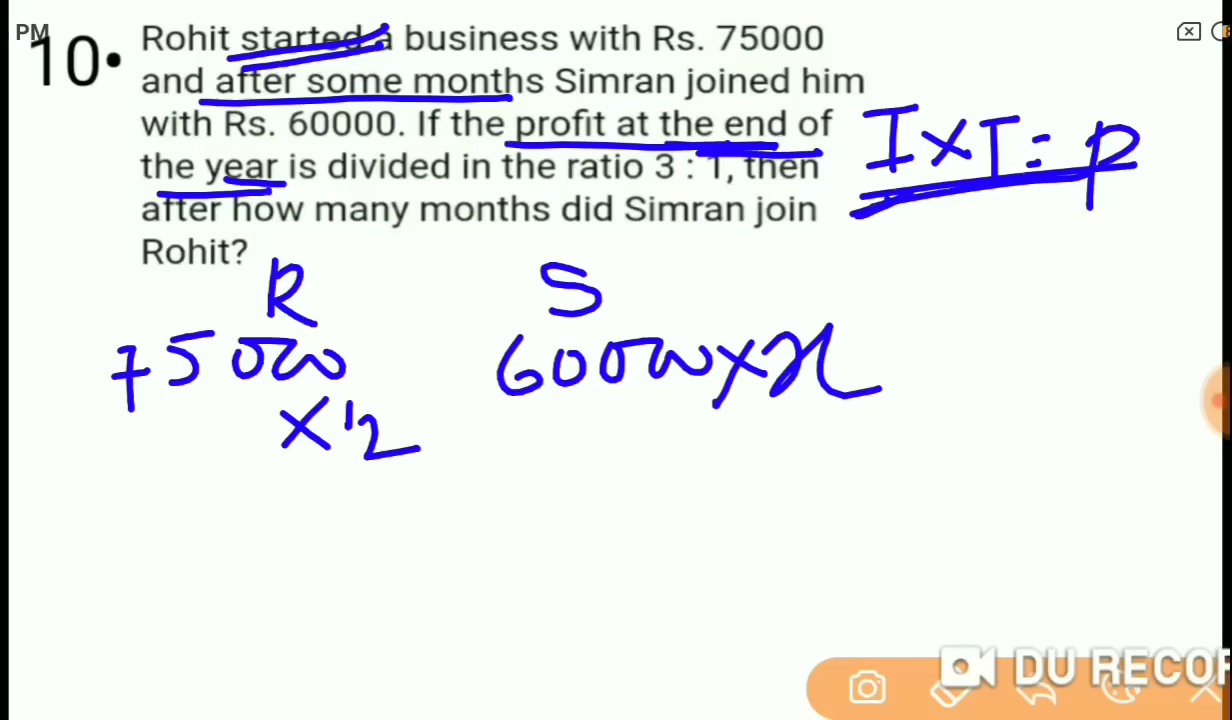 PM
10• Rohit started a business with Rs. 75000
and after some months Simran joined him
with Rs. 60000. If the profit at the end of
the year is divided in the ratio 3 : 1, then
after how many months did Simran join
Rohit?
I×T=P
R S
75000 60000×x
×12
DU RECOR